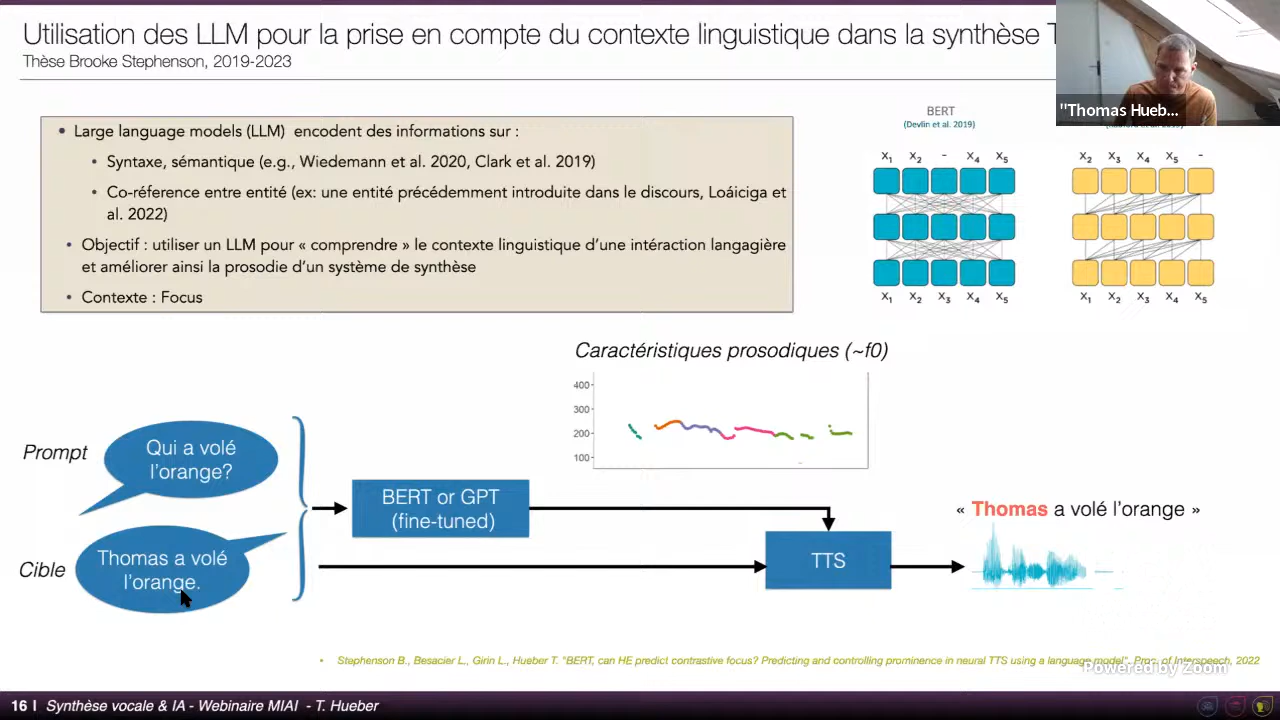 Utilisation des LLM pour la prise en compte du contexte linguistique dans la synthèse
Thèse Brooke Stephenson, 2019-2023
"Thomas Hueb...
• Large language models (LLM) encodent des informations sur :
• Syntaxe, sémantique (e.g., Wiedemann et al. 2020, Clark et al. 2019)
• Co-réference entre entité (ex: une entité précédemment introduite dans le discours, Loáiciga et
al. 2022)
• Objectif : utiliser un LLM pour « comprendre » le contexte linguistique d'une intéraction langagière
et améliorer ainsi la prosodie d'un système de synthèse
• Contexte : Focus
BERT
(Devlin et al. 2019)
X1 X2 - X4 X5
X1 X2 X3 X4 X5
X2 X3 X4 X5 -
X1 X2 X3 X4 X5
Caractéristiques prosodiques (~f0)
400
300
200
100
Prompt
Qui a volé
l'orange?
Cible
Thomas a volé
l'orange.
BERT or GPT
(fine-tuned)
TTS
« Thomas a volé l'orange »
• Stephenson B., Besacier L., Girin L., Hueber T. "BERT, can HE predict contrastive focus? Predicting and controlling prominence in neural TTS using a language model", Proc. of Interspeech, 2022
Powered by Zoom
16 | Synthèse vocale & IA - Webinaire MIAI - T. Hueber